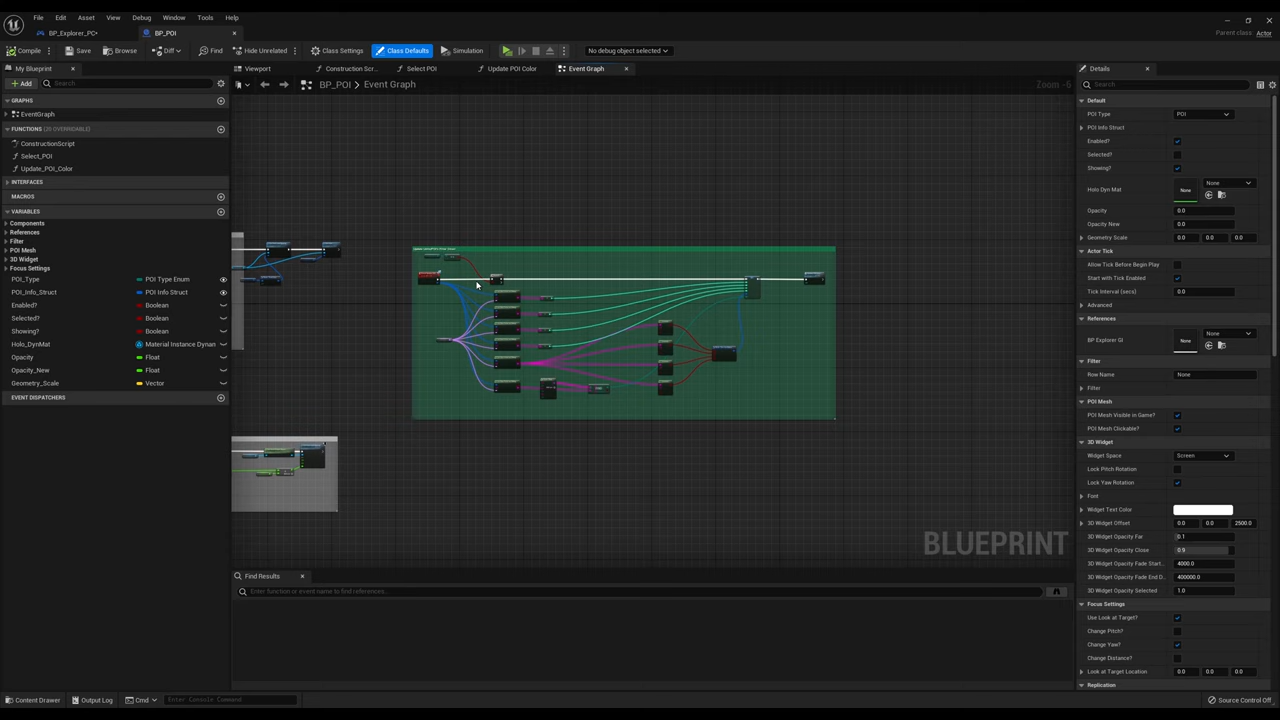 File Edit Asset View Debug Window Tools Help
BP_Explorer_PC• BP_POI
Parent class: Actor
Compile Save Browse Diff Find Hide Unrelated Class Settings Class Defaults Simulation No debug object selected
My Blueprint Viewport Construction Scr... Select POI Update POI Color Event Graph Details
Add Search BP_POI > Event Graph Zoom -6 Search
GRAPHS
EventGraph
FUNCTIONS (20 OVERRIDABLE)
ConstructionScript
Select_POI
Update_POI_Color
INTERFACES
MACROS
VARIABLES
Components
References
Filter
POI Mesh
3D Widget
Focus Settings
POI_Type POI Type Enum
POI_Info_Struct POI Info Struct
Enabled? Boolean
Selected? Boolean
Showing? Boolean
Holo_DynMat Material Instance Dynan
Opacity Float
Opacity_New Float
Geometry_Scale Vector
EVENT DISPATCHERS
BLUEPRINT
Find Results
Enter function or event name to find references...
Default
POI Type POI
POI Info Struct
Enabled?
Selected?
Showing?
Holo Dyn Mat None None
Opacity 0.0
Opacity New 0.0
Geometry Scale 0.0 0.0 0.0
Actor Tick
Allow Tick Before Begin Play
Start with Tick Enabled
Tick Interval (secs) 0.0
Advanced
References
BP Explorer GI None None
Filter
Row Name None
Filter
POI Mesh
POI Mesh Visible in Game?
POI Mesh Clickable?
3D Widget
Widget Space Screen
Lock Pitch Rotation
Lock Yaw Rotation
Font
Widget Text Color
3D Widget Offset 0.0 0.0 2500.0
3D Widget Opacity Far 0.1
3D Widget Opacity Close 0.9
3D Widget Opacity Fade Start... 4000.0
3D Widget Opacity Fade End D... 400000.0
3D Widget Opacity Selected 1.0
Focus Settings
Use Look at Target?
Change Pitch?
Change Yaw?
Change Distance?
Look at Target Location 0.0 0.0 0.0
Replication
Content Drawer Output Log Cmd Enter Console Command Source Control Off